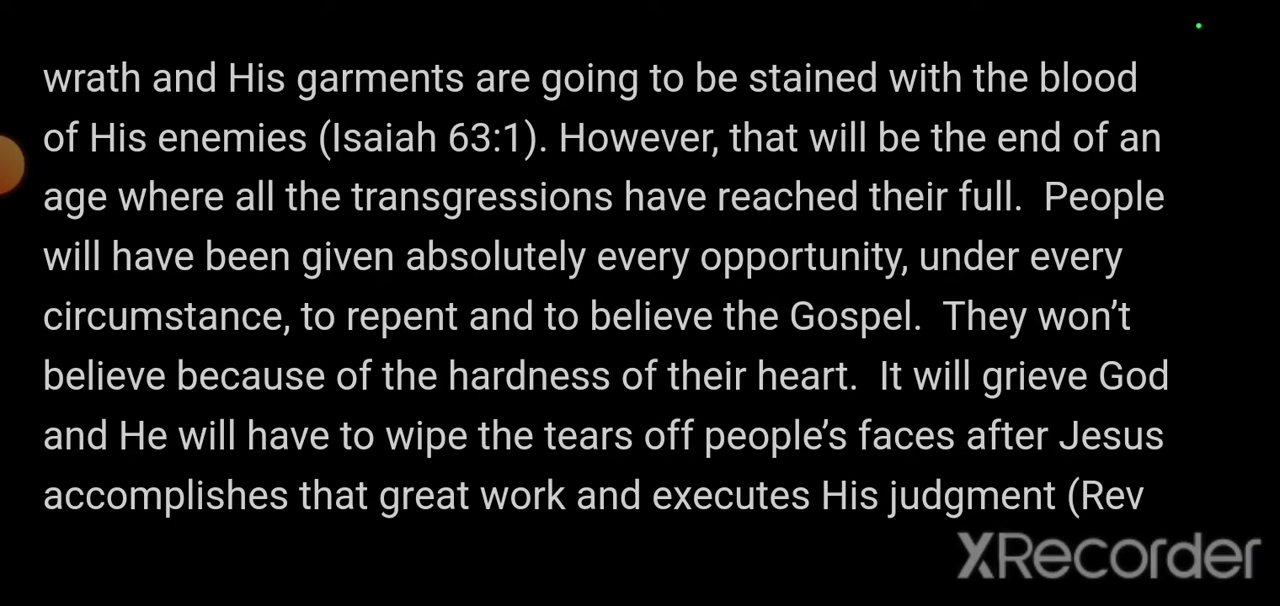 wrath and His garments are going to be stained with the blood
of His enemies (Isaiah 63:1). However, that will be the end of an
age where all the transgressions have reached their full.  People
will have been given absolutely every opportunity, under every
circumstance, to repent and to believe the Gospel.  They won’t
believe because of the hardness of their heart.  It will grieve God
and He will have to wipe the tears off people’s faces after Jesus
accomplishes that great work and executes His judgment (Rev
XRecorder